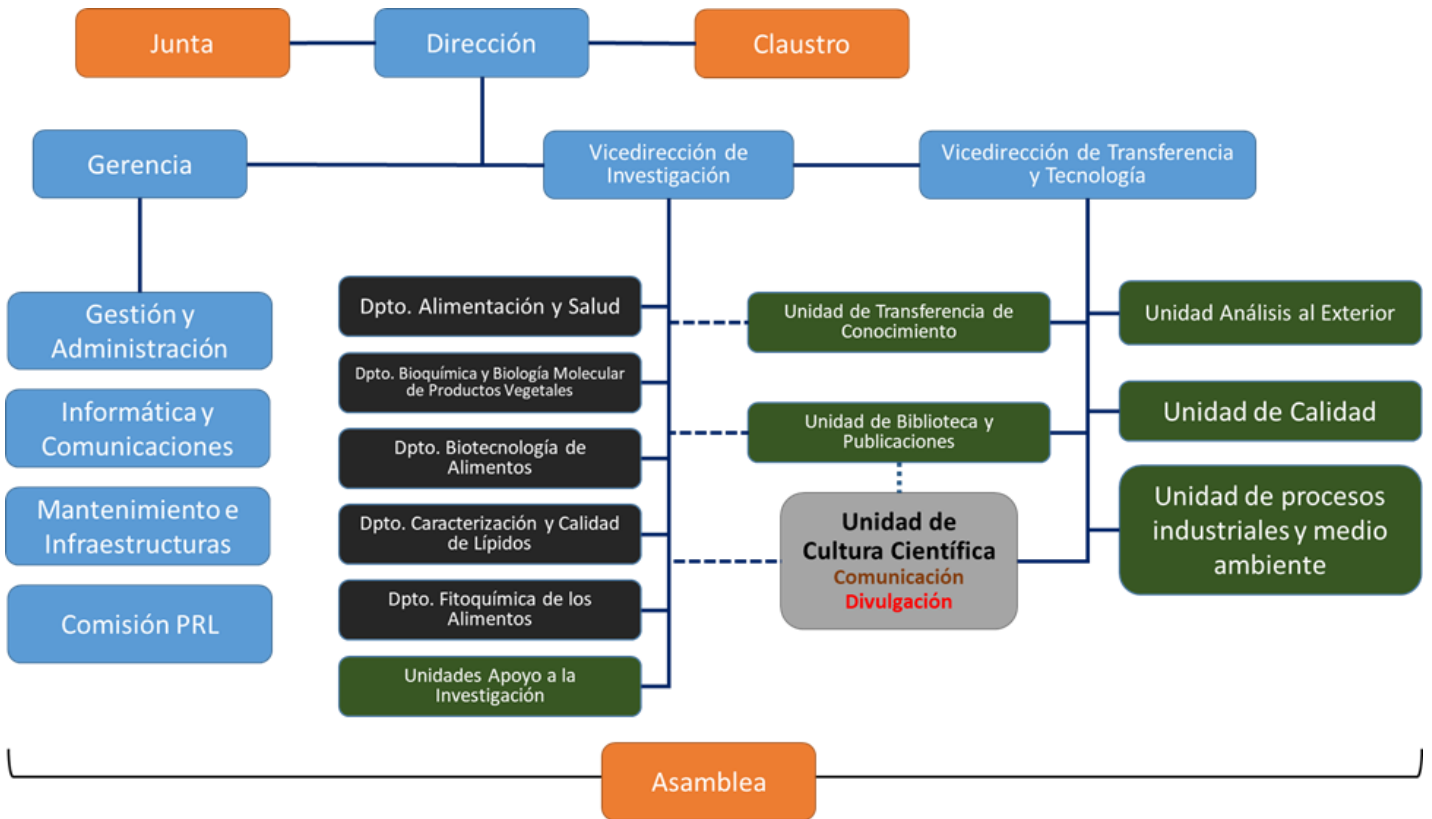 Junta
Dirección
Claustro
Gerencia
Vicedirección de
Investigación
Vicedirección de Transferencia
y Tecnología
Gestión y
Administración
Informática y
Comunicaciones
Mantenimiento e
Infraestructuras
Comisión PRL
Dpto. Alimentación y Salud
Dpto. Bioquímica y Biología Molecular
de Productos Vegetales
Dpto. Biotecnología de
Alimentos
Dpto. Caracterización y Calidad
de Lípidos
Dpto. Fitoquímica de los
Alimentos
Unidades Apoyo a la
Investigación
Unidad de Transferencia de
Conocimiento
Unidad de Biblioteca y
Publicaciones
Unidad de
Cultura Científica
Comunicación
Divulgación
Unidad Análisis al Exterior
Unidad de Calidad
Unidad de procesos
industriales y medio
ambiente
Asamblea